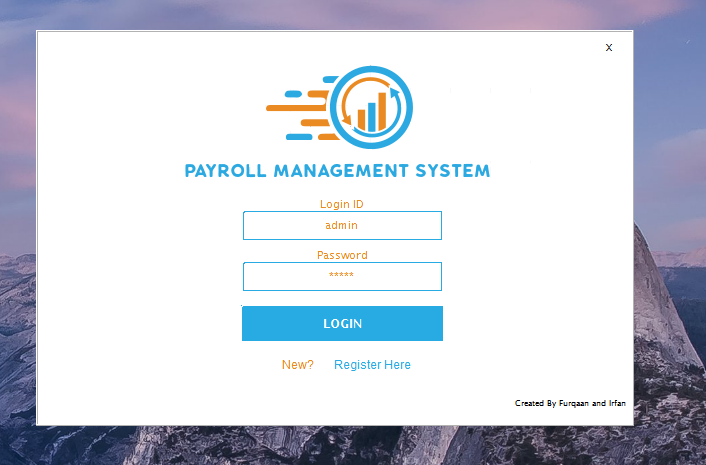 X
PAYROLL MANAGEMENT SYSTEM
Login ID
admin
Password
*****
LOGIN
New? Register Here
Created By Furqaan and Irfan